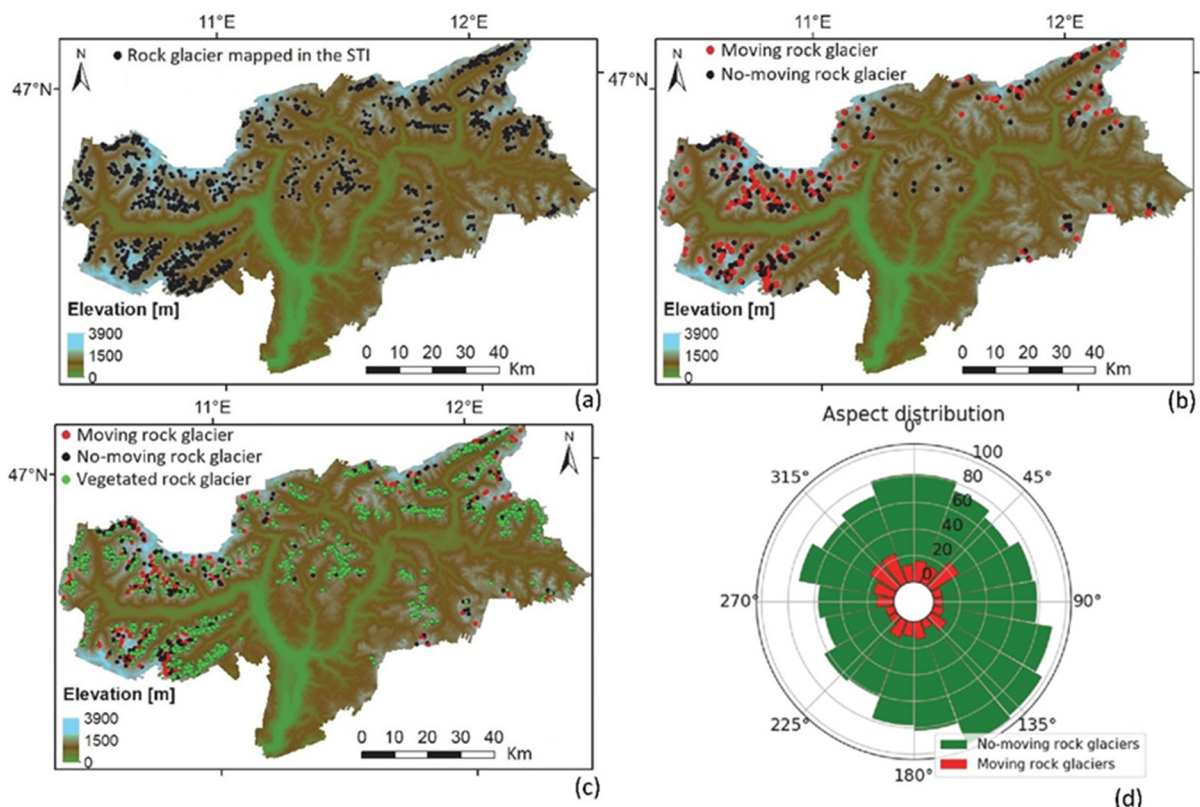 11°E 12°E
N
Rock glacier mapped in the STI
47°N
Elevation [m]
3900
1500
0
0 10 20 30 40
Km
11°E 12°E
(a)
11°E 12°E
Moving rock glacier
No-moving rock glacier
N
47°N
Elevation [m]
3900
1500
0
0 10 20 30 40
Km
(b)
11°E 12°E
Moving rock glacier
No-moving rock glacier
Vegetated rock glacier
N
47°N
Elevation [m]
3900
1500
0
0 10 20 30 40
Km
(c)
Aspect distribution
0°
45°
90°
135°
180°
225°
270°
315°
100
80
60
40
20
0
No-moving rock glaciers
Moving rock glaciers
(d)